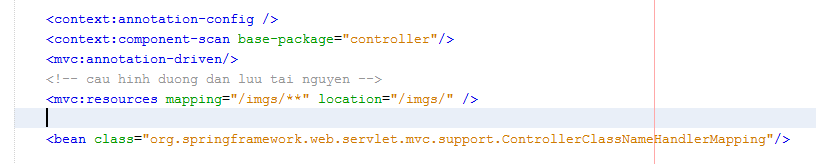 <context:annotation-config />
<context:component-scan base-package="controller"/>
<mvc:annotation-driven/>
<!-- cau hinh duong dan luu tai nguyen -->
<mvc:resources mapping="/imgs/**" location="/imgs/" />
<bean class="org.springframework.web.servlet.mvc.support.ControllerClassNameHandlerMapping"/>